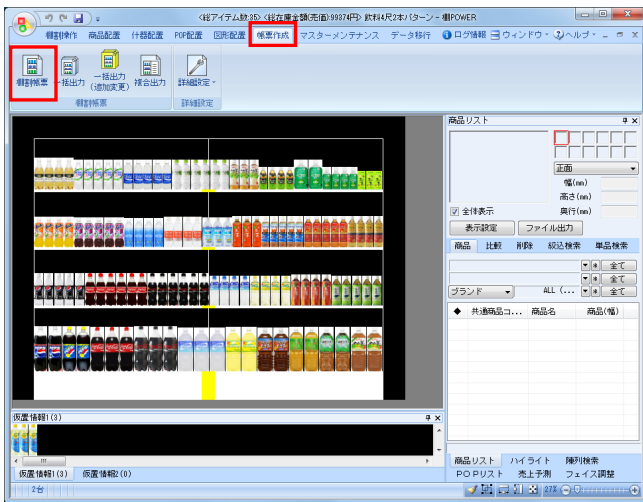 <総アイテム数:85> <総在庫金額(売価):99374円> 飲料4尺2本パターン - 棚POWER
棚割操作 商品配置 什器配置 POP配置 図形配置 帳票作成 マスターメンテナンス データ移行 ログ情報 ウィンドウ ヘルプ
棚割帳票 一括出力 一括出力(追加変更) 複合出力 詳細設定
棚割帳票 詳細設定
商品リスト
正面
幅(mm)
高さ(mm)
全体表示 奥行(mm)
表示設定 ファイル出力
商品 比較 削除 絞込検索 単品検索
* 全て
ブランド ALL (... * 全て
* 全て
◆ 共通商品コ... 商品名 商品(幅)
仮置情報1(3)
仮置情報1(3) 仮置情報2(0)
商品リスト ハイライト 陳列検索
POPリスト 売上予測 フェイス調整
2台 27%